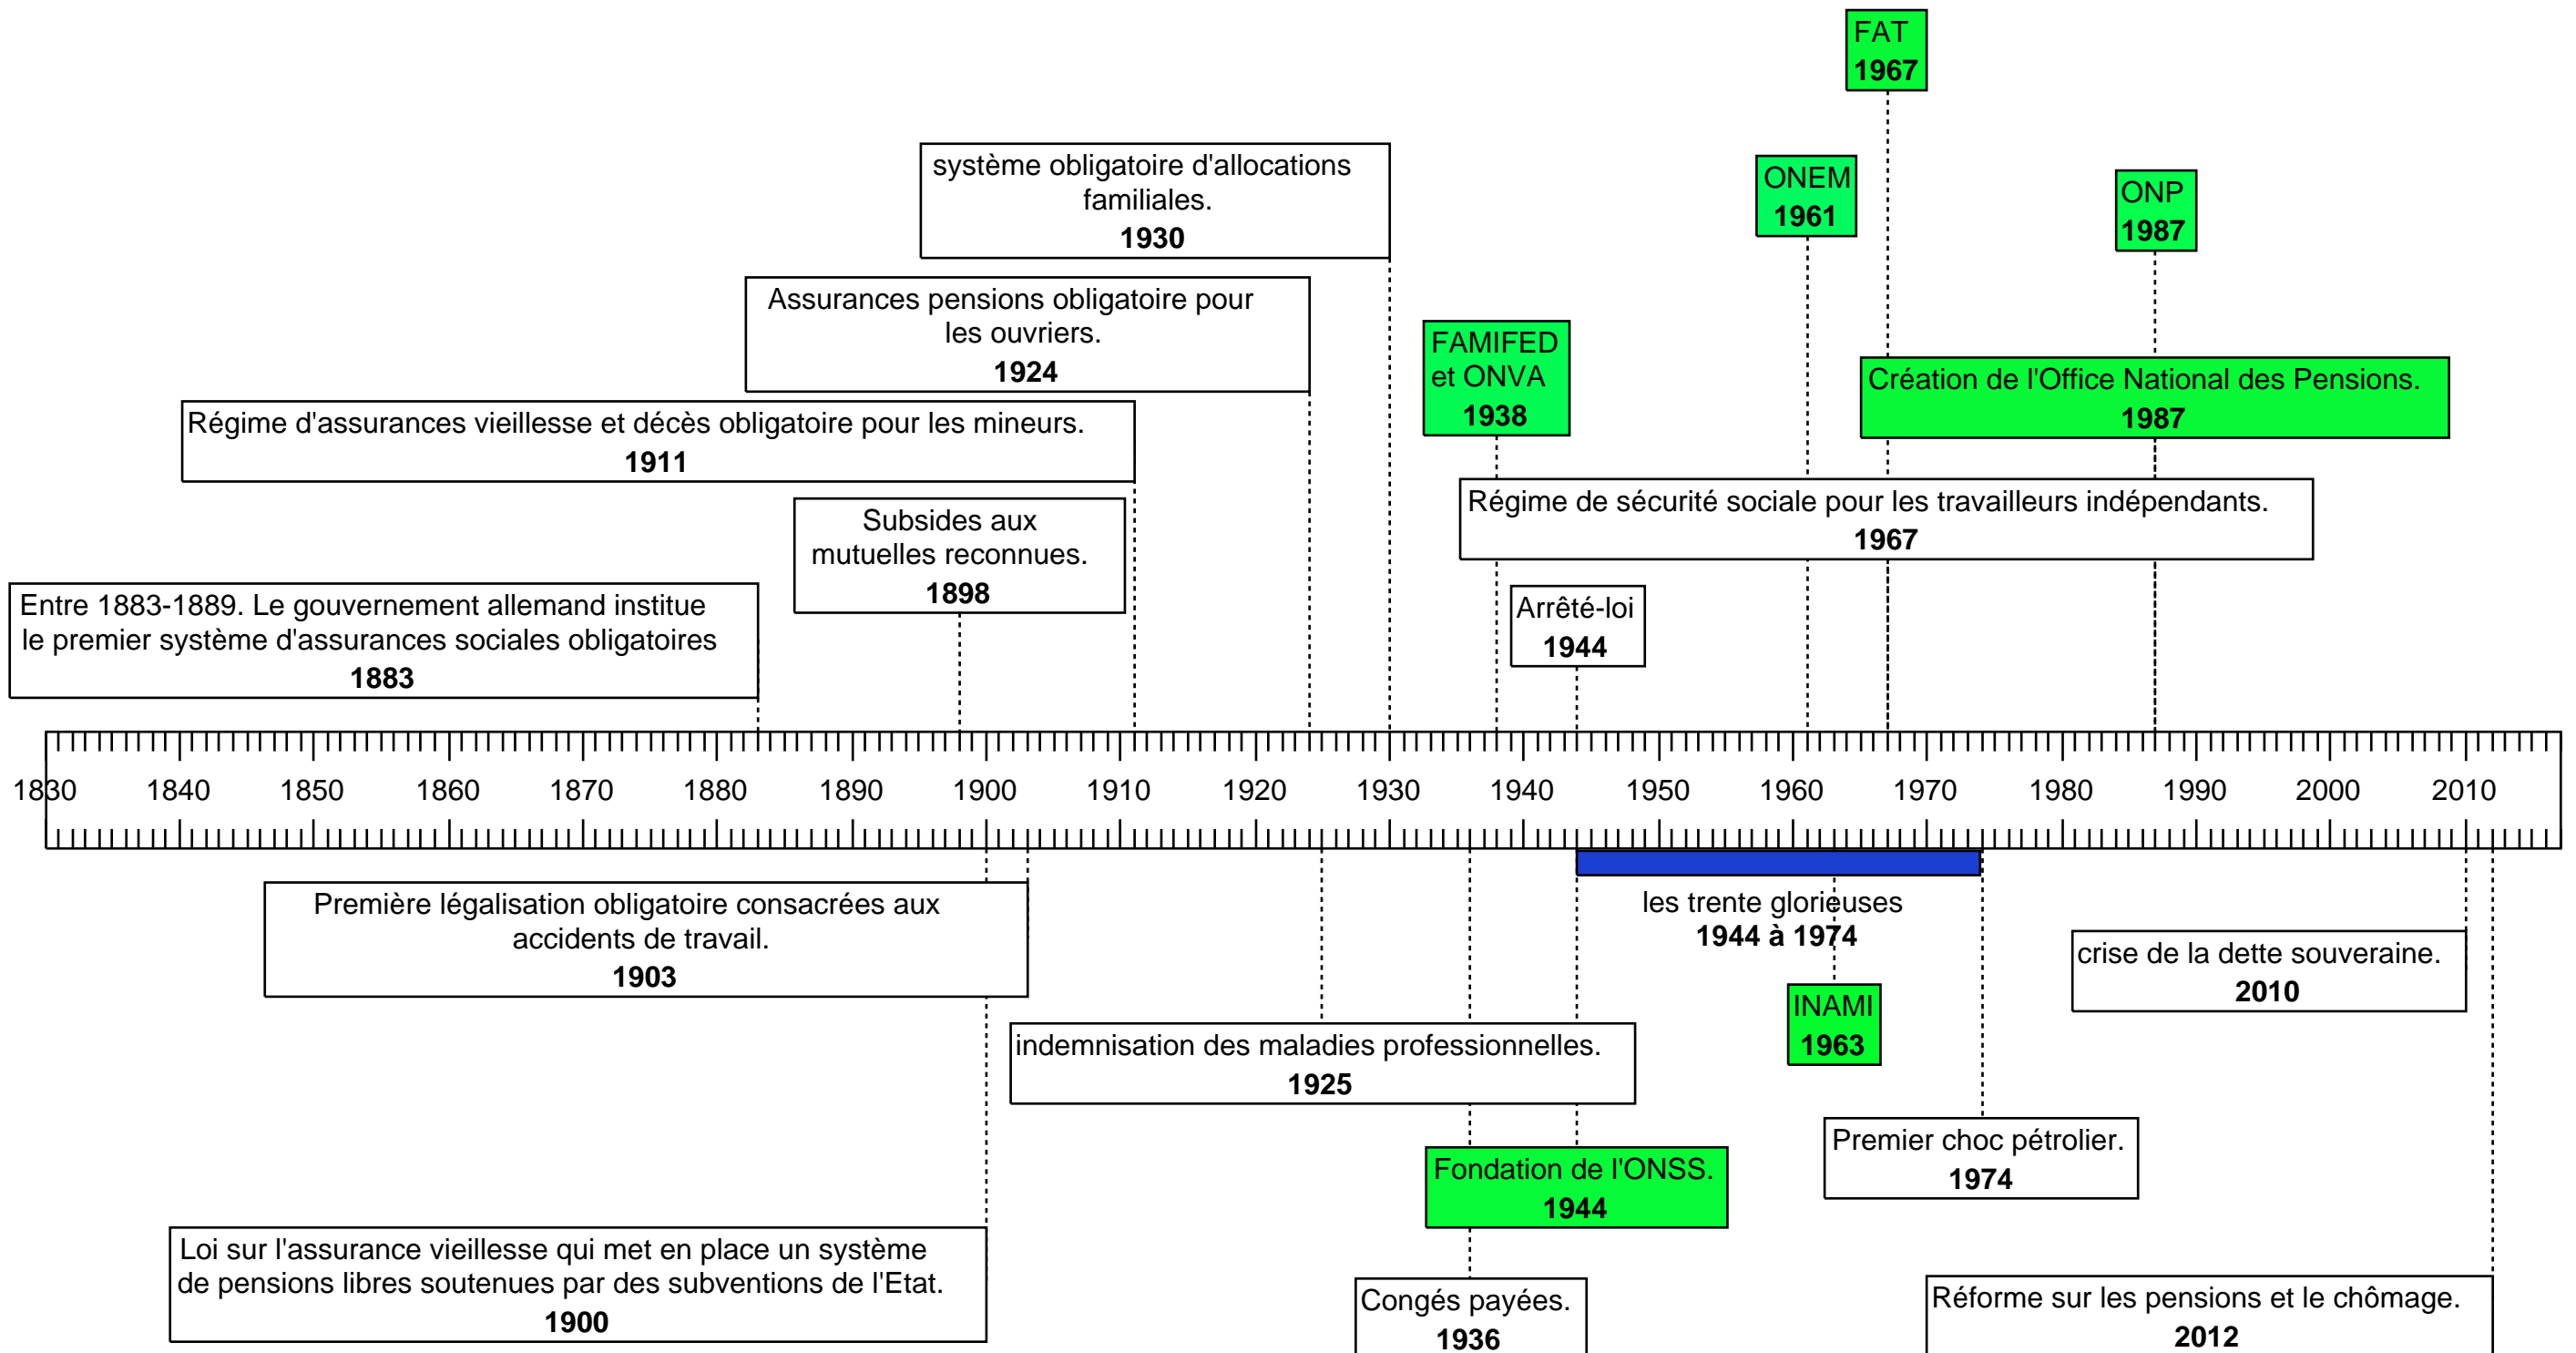 FAT
1967
système obligatoire d'allocations
familiales.
1930
ONEM
1961
ONP
1987
Assurances pensions obligatoire pour
les ouvriers.
1924
FAMIFED
et ONVA
1938
Création de l'Office National des Pensions.
1987
Régime d'assurances vieillesse et décès obligatoire pour les mineurs.
1911
Régime de sécurité sociale pour les travailleurs indépendants.
1967
Subsides aux
mutuelles reconnues.
1898
Entre 1883-1889. Le gouvernement allemand institue
le premier système d'assurances sociales obligatoires
1883
Arrêté-loi
1944
1830 1840 1850 1860 1870 1880 1890 1900 1910 1920 1930 1940 1950 1960 1970 1980 1990 2000 2010
Première légalisation obligatoire consacrées aux
accidents de travail.
1903
les trente glorieuses
1944 à 1974
crise de la dette souveraine.
2010
INAMI
1963
indemnisation des maladies professionnelles.
1925
Premier choc pétrolier.
1974
Fondation de l'ONSS.
1944
Loi sur l'assurance vieillesse qui met en place un système
de pensions libres soutenues par des subventions de l'Etat.
1900
Congés payées.
1936
Réforme sur les pensions et le chômage.
2012